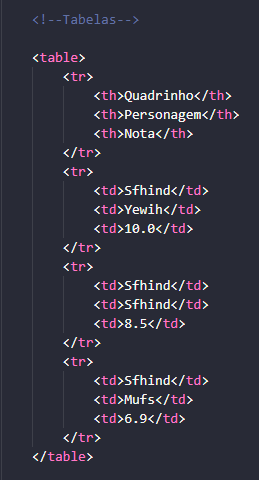 <!--Tabelas-->
<table>
<tr>
<th>Quadrinho</th>
<th>Personagem</th>
<th>Nota</th>
</tr>
<tr>
<td>Sfhind</td>
<td>Yewih</td>
<td>10.0</td>
</tr>
<tr>
<td>Sfhind</td>
<td>Sfhind</td>
<td>8.5</td>
</tr>
<tr>
<td>Sfhind</td>
<td>Mufs</td>
<td>6.9</td>
</tr>
</table>